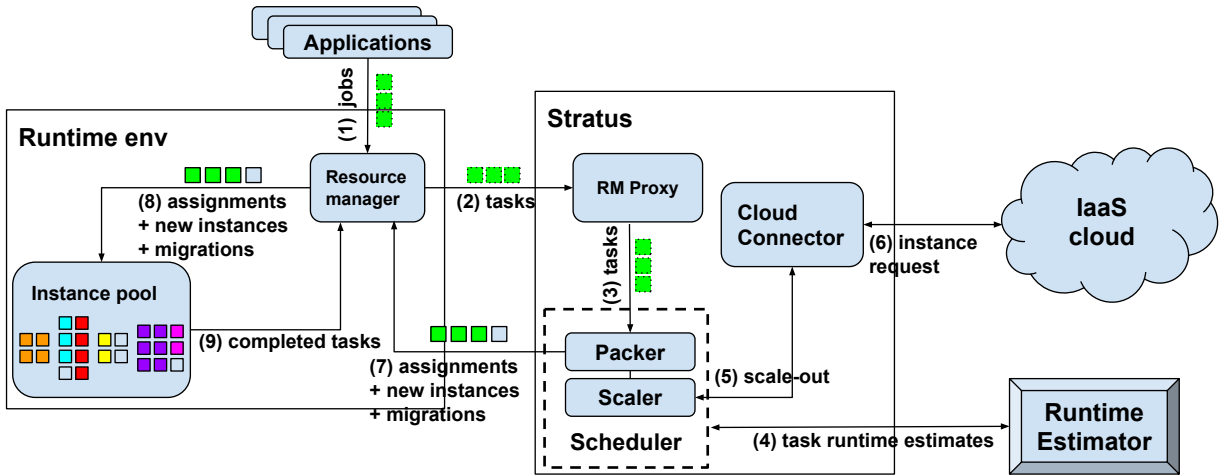 Applications
(1) jobs
Runtime env
Stratus
Resource
manager
(2) tasks
RM Proxy
(8) assignments
+ new instances
+ migrations
Cloud
Connector
IaaS
cloud
(6) instance
request
(3) tasks
Instance pool
(9) completed tasks
Packer
(7) assignments
+ new instances
+ migrations
(5) scale-out
Scaler
Scheduler
(4) task runtime estimates
Runtime
Estimator